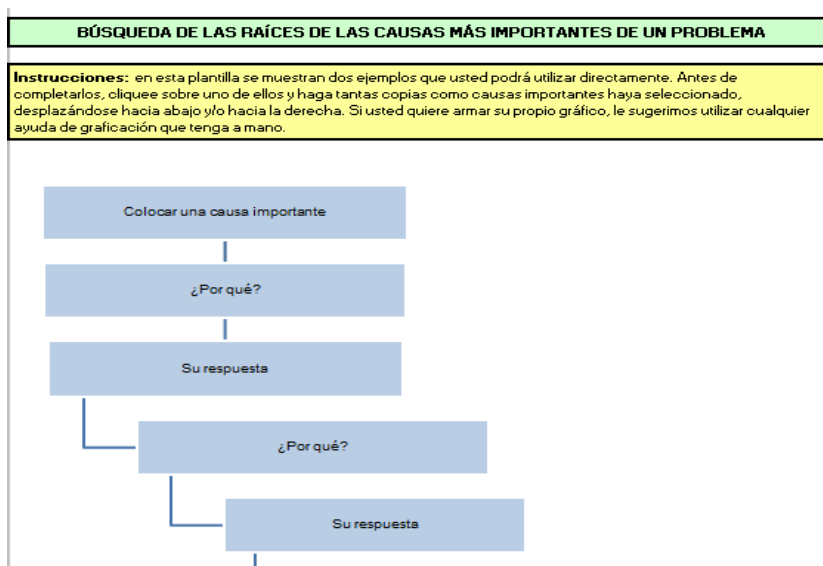 BÚSQUEDA DE LAS RAÍCES DE LAS CAUSAS MÁS IMPORTANTES DE UN PROBLEMA
Instrucciones: en esta plantilla se muestran dos ejemplos que usted podrá utilizar directamente. Antes de
completarlos, cliquee sobre uno de ellos y haga tantas copias como causas importantes haya seleccionado,
desplazándose hacia abajo y/o hacia la derecha. Si usted quiere armar su propio gráfico, le sugerimos utilizar cualquier
ayuda de graficación que tenga a mano.
Colocar una causa importante
¿Por qué?
Su respuesta
¿Por qué?
Su respuesta